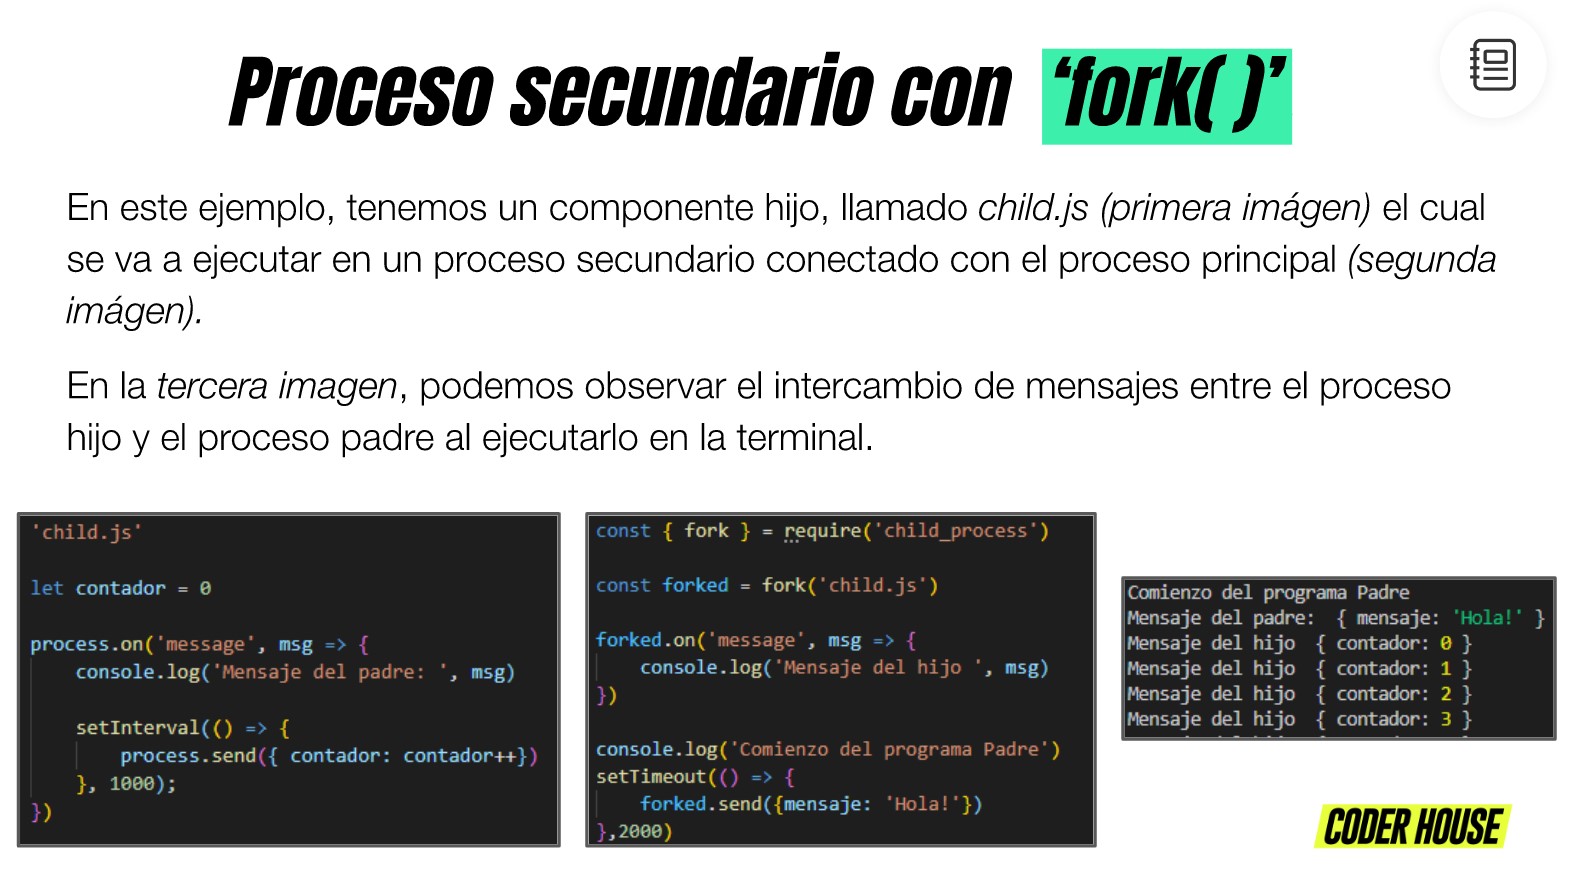 Proceso secundario con ‘fork( )’
En este ejemplo, tenemos un componente hijo, llamado child.js (primera imágen) el cual
se va a ejecutar en un proceso secundario conectado con el proceso principal (segunda
imágen).
En la tercera imagen, podemos observar el intercambio de mensajes entre el proceso
hijo y el proceso padre al ejecutarlo en la terminal.
'child.js'
let contador = 0
process.on('message', msg => {
console.log('Mensaje del padre: ', msg)
setInterval(() => {
process.send({ contador: contador++})
}, 1000);
})
const { fork } = require('child_process')
const forked = fork('child.js')
forked.on('message', msg => {
console.log('Mensaje del hijo ', msg)
})
console.log('Comienzo del programa Padre')
setTimeout(() => {
forked.send({mensaje: 'Hola!'})
},2000)
Comienzo del programa Padre
Mensaje del padre:  { mensaje: 'Hola!' }
Mensaje del hijo  { contador: 0 }
Mensaje del hijo  { contador: 1 }
Mensaje del hijo  { contador: 2 }
Mensaje del hijo  { contador: 3 }
CODER HOUSE